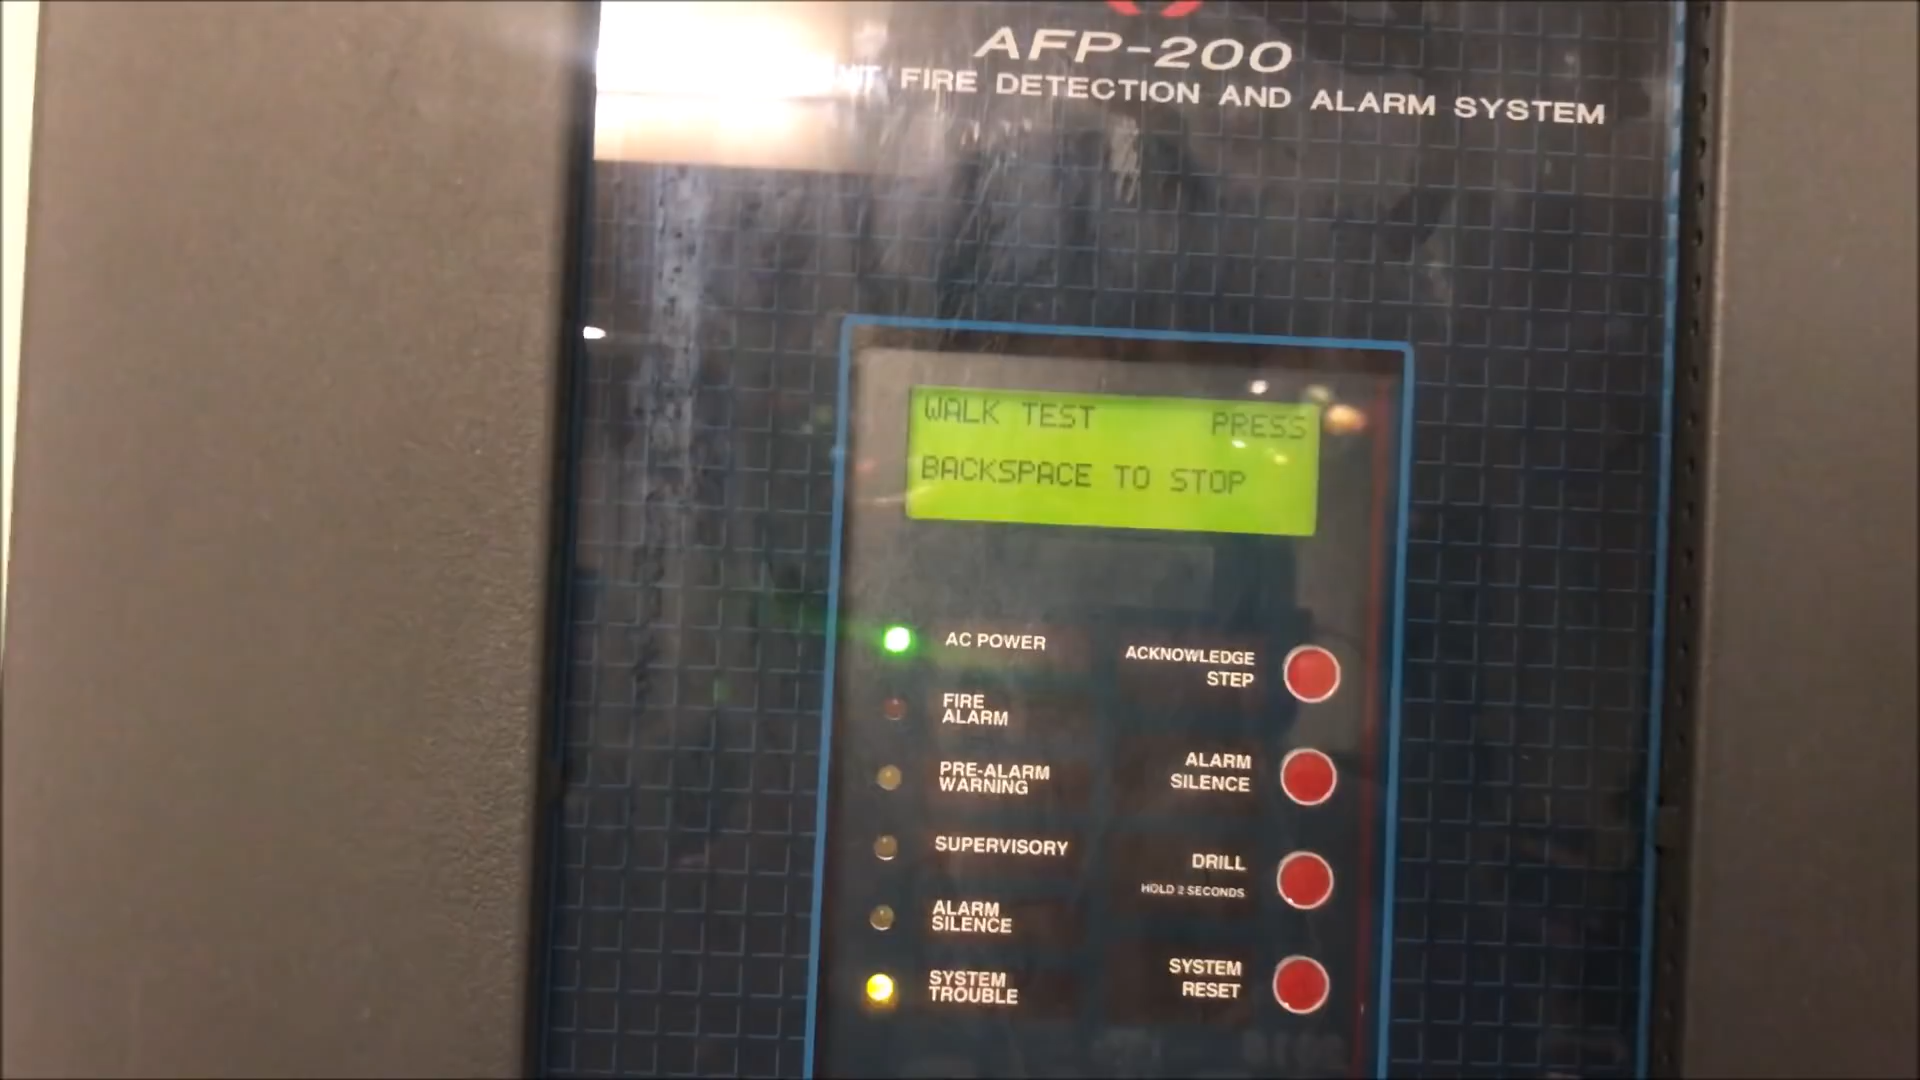 AFP-200
FIRE DETECTION AND ALARM SYSTEM
WALK TEST PRESS
BACKSPACE TO STOP
AC POWER
ACKNOWLEDGE
STEP
FIRE
ALARM
PRE-ALARM
WARNING
ALARM
SILENCE
SUPERVISORY
DRILL
HOLD 2 SECONDS
ALARM
SILENCE
SYSTEM
TROUBLE
SYSTEM
RESET